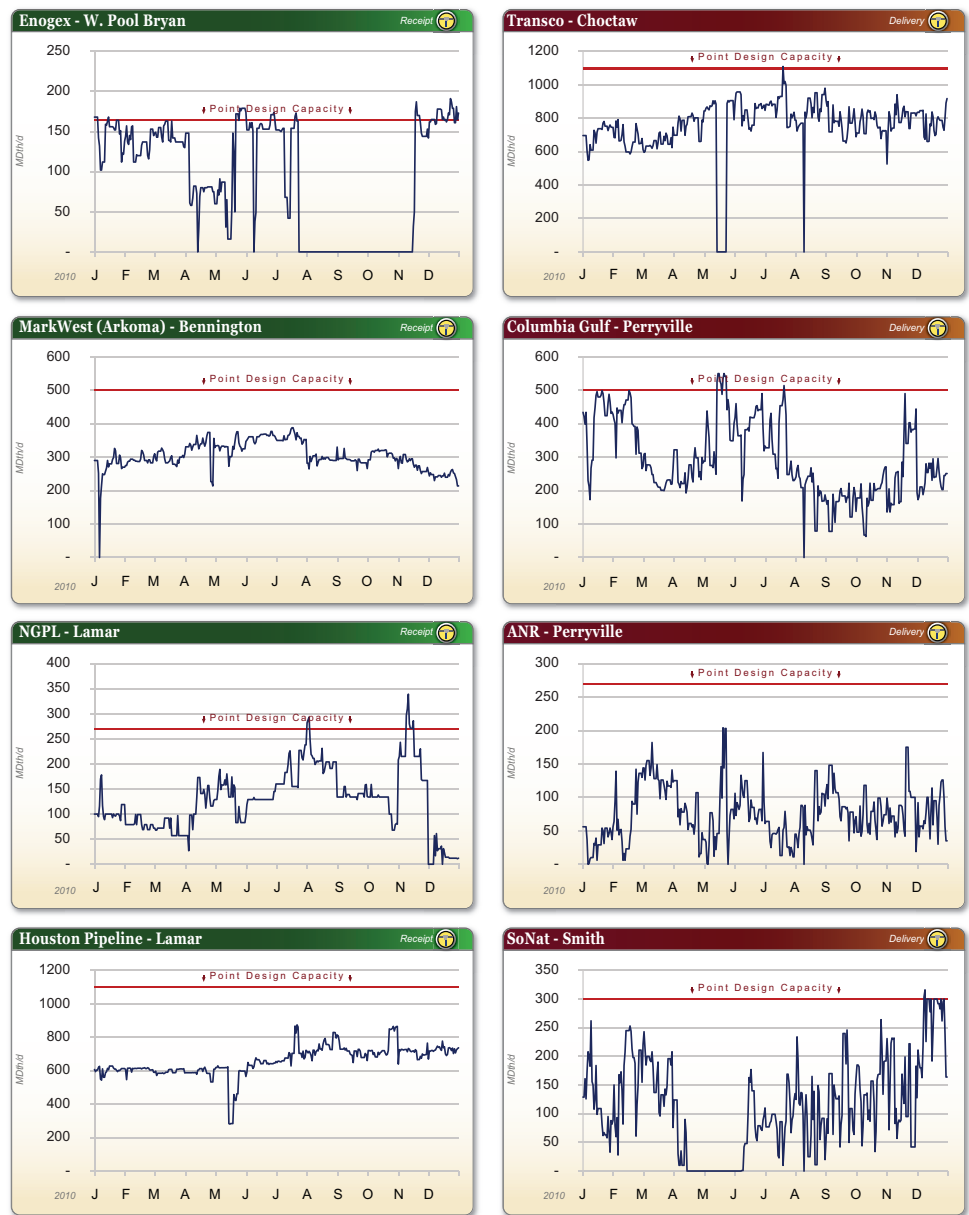 Enogex - W. Pool Bryan Receipt
250
200
Point Design Capacity
150
MDth/d
100
50
-
2010 J F M A M J J A S O N D
Transco - Choctaw Delivery
1200
Point Design Capacity
1000
800
MDth/d
600
400
200
-
2010 J F M A M J J A S O N D
MarkWest (Arkoma) - Bennington Receipt
600
Point Design Capacity
500
400
MDth/d
300
200
100
-
2010 J F M A M J J A S O N D
Columbia Gulf - Perryville Delivery
600
Point Design Capacity
500
400
MDth/d
300
200
100
-
2010 J F M A M J J A S O N D
NGPL - Lamar Receipt
400
350
300
Point Design Capacity
250
MDth/d
150
100
50
-
2010 J F M A M J J A S O N D
ANR - Perryville Delivery
300
Point Design Capacity
250
200
MDth/d
150
100
50
-
2010 J F M A M J J A S O N D
Houston Pipeline - Lamar Receipt
1200
Point Design Capacity
1000
800
MDth/d
600
400
200
-
2010 J F M A M J J A S O N D
SoNat - Smith Delivery
350
Point Design Capacity
300
250
MDth/d
200
150
100
50
-
2010 J F M A M J J A S O N D